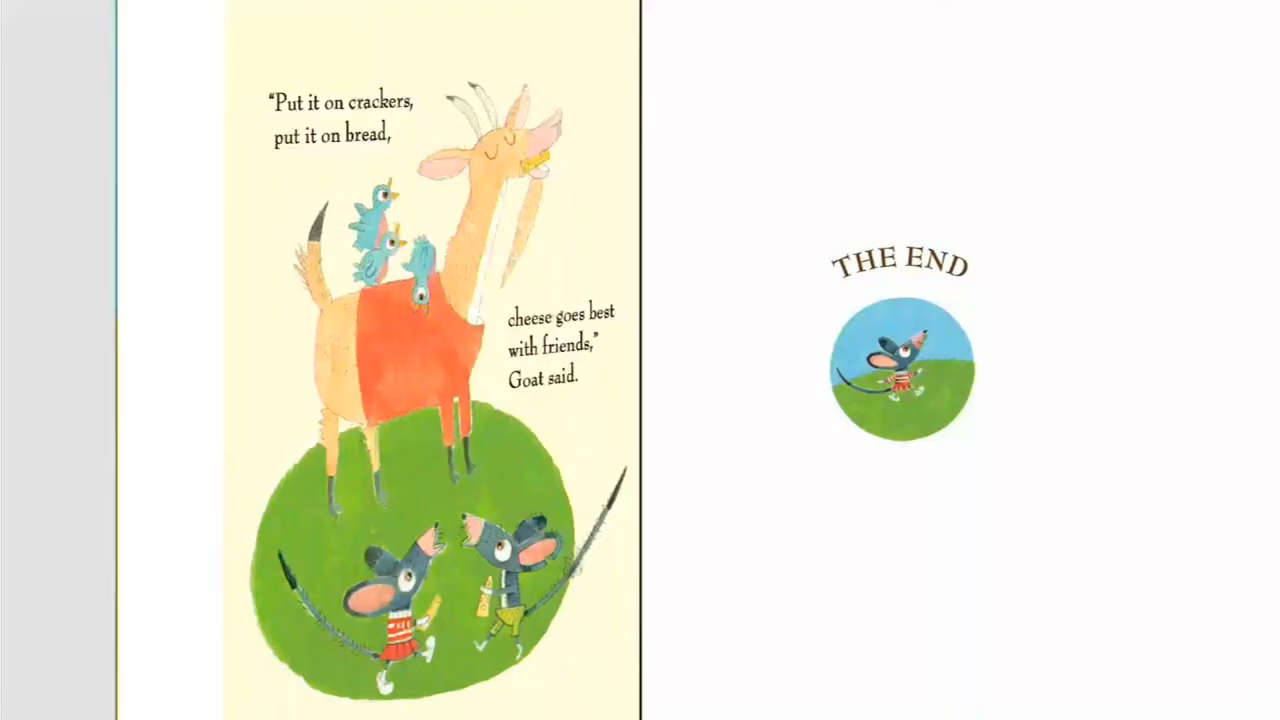 “Put it on crackers,
put it on bread,
cheese goes best
with friends,”
Goat said.
THE END